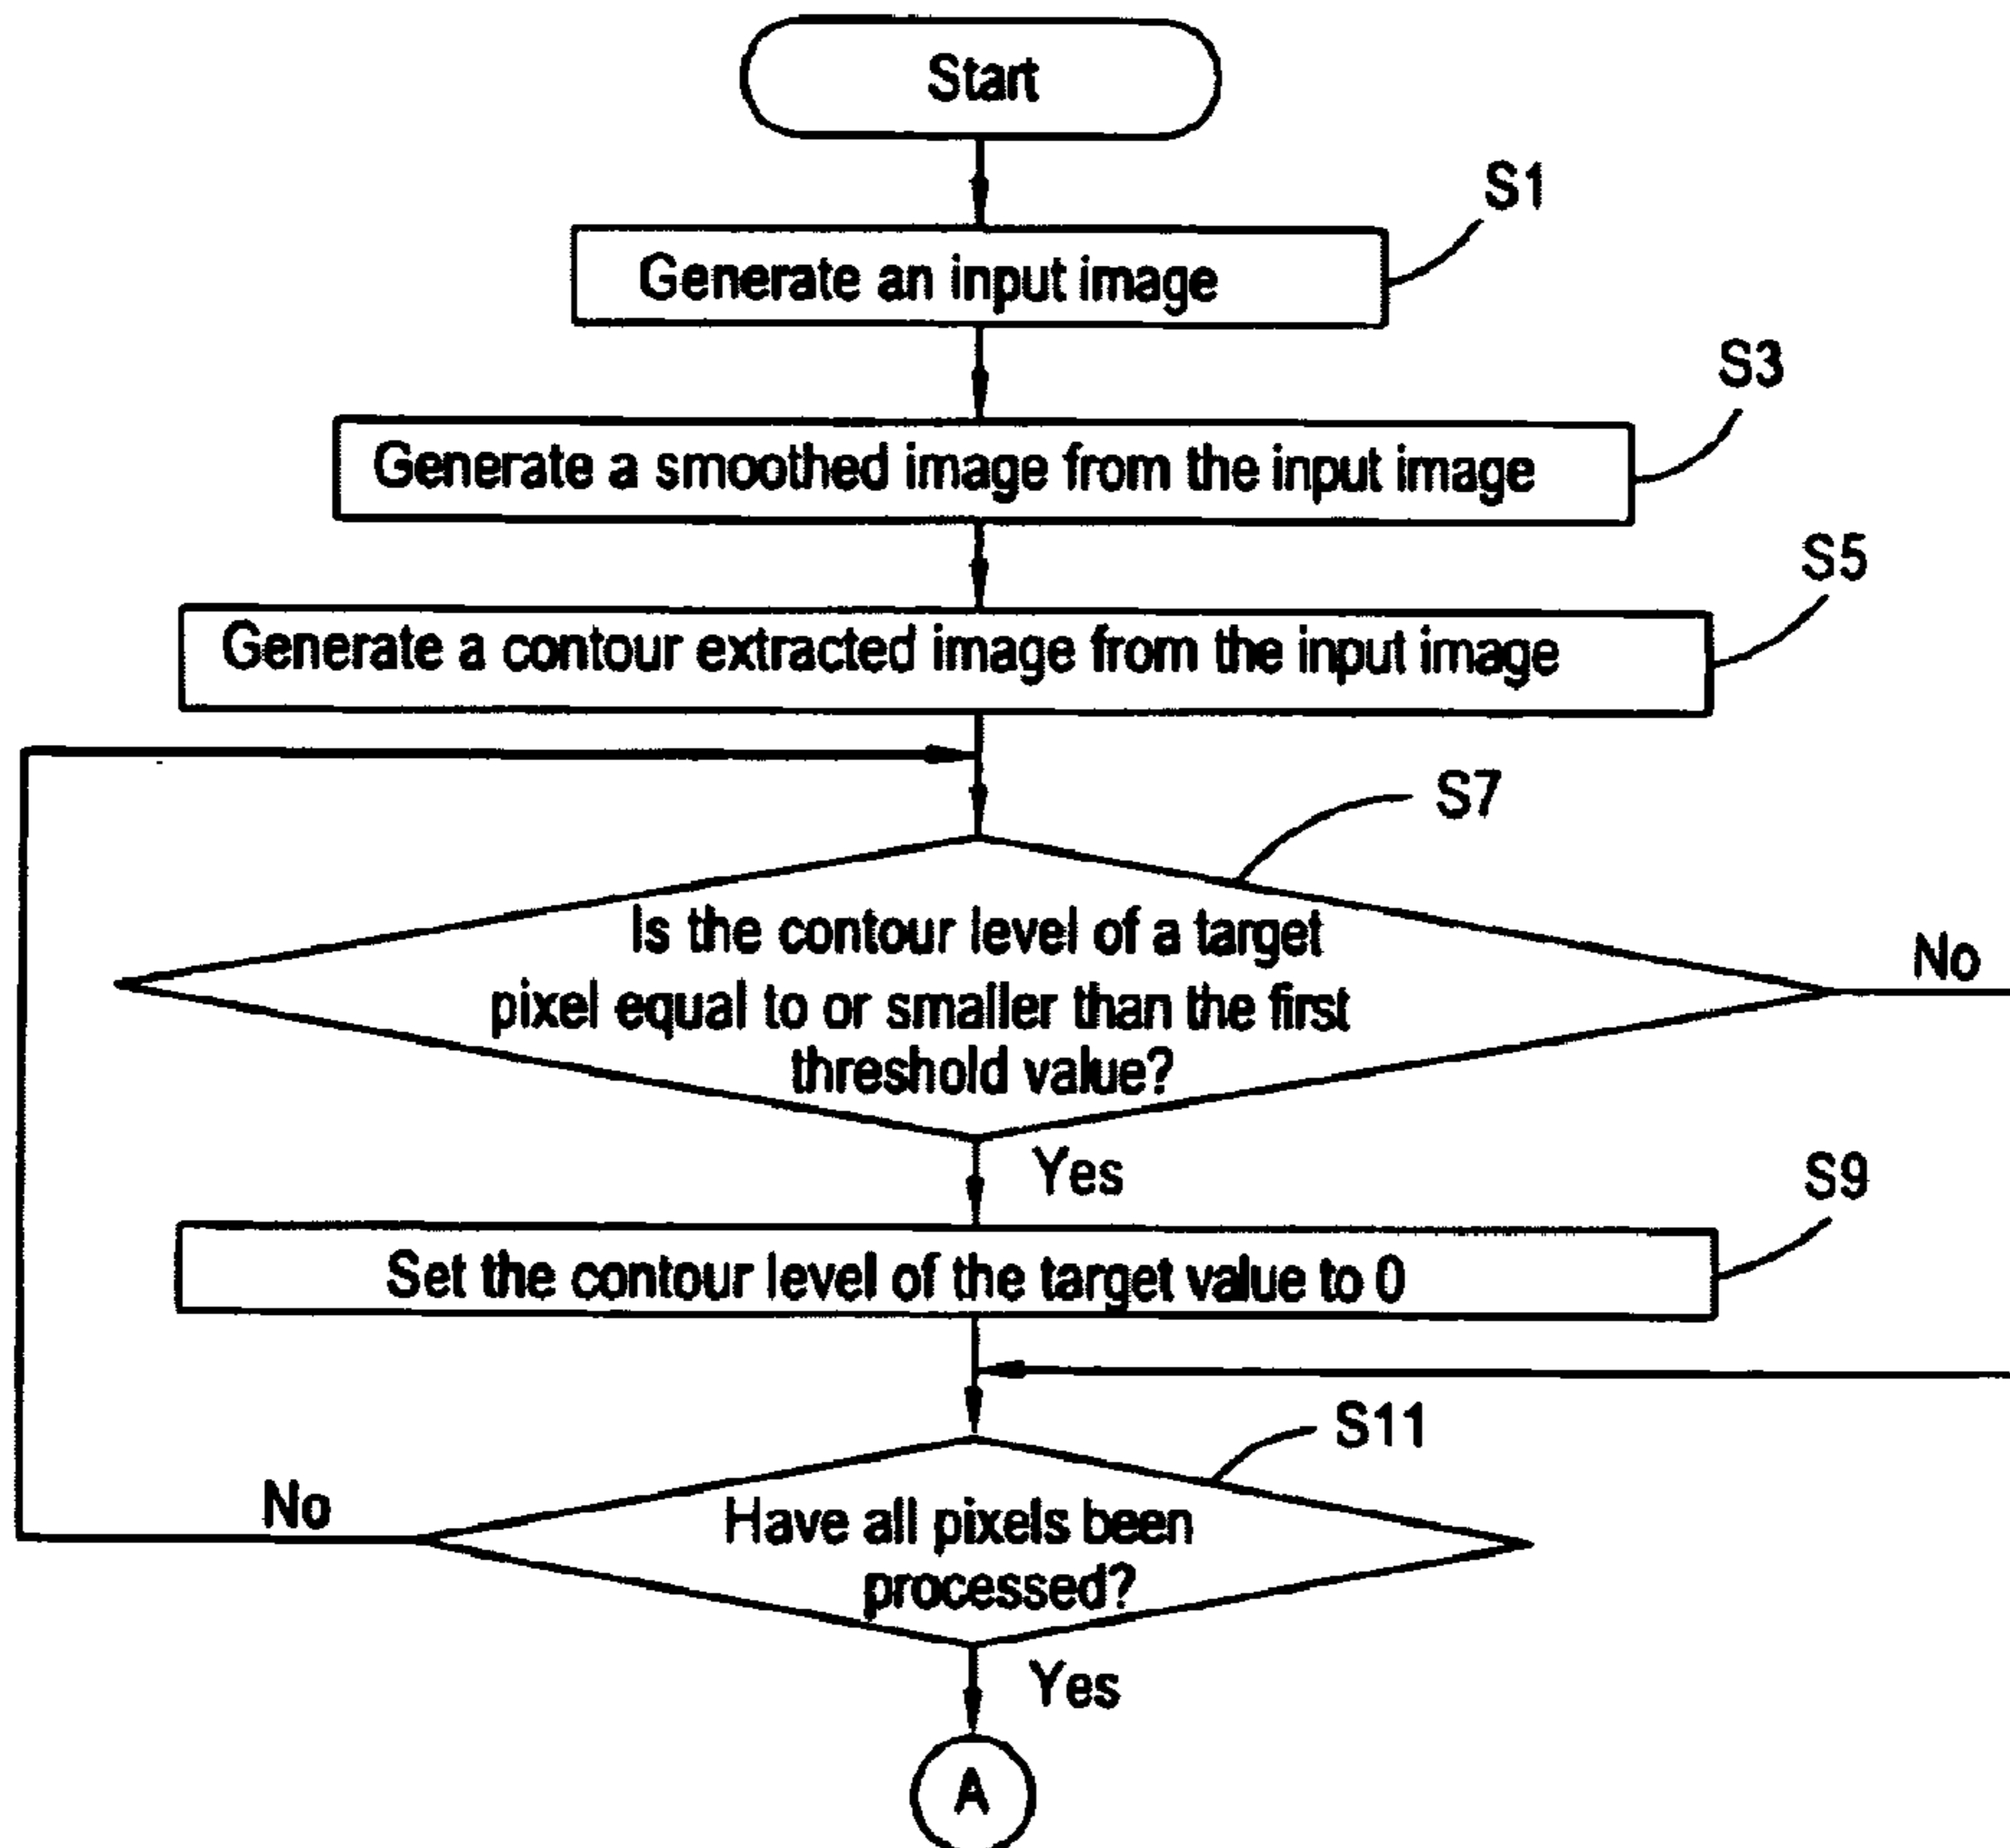 Start
S1
Generate an input image
S3
Generate a smoothed image from the input image
S5
Generate a contour extracted image from the input image
S7
Is the contour level of a target
pixel equal to or smaller than the first
threshold value?
No
Yes
S9
Set the contour level of the target value to 0
S11
Have all pixels been
processed?
No
Yes
A